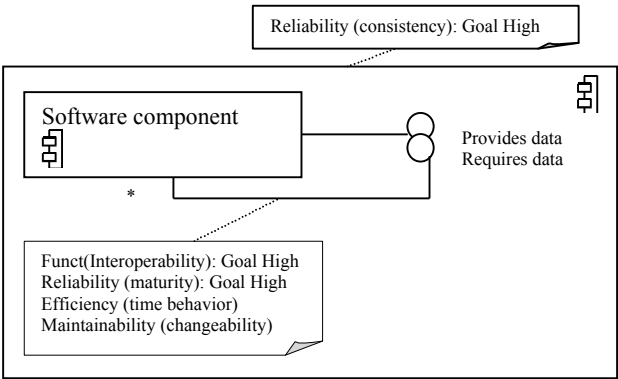 Reliability (consistency): Goal High
Software component
Provides data
Requires data
*
Funct(Interoperability): Goal High
Reliability (maturity): Goal High
Efficiency (time behavior)
Maintainability (changeability)